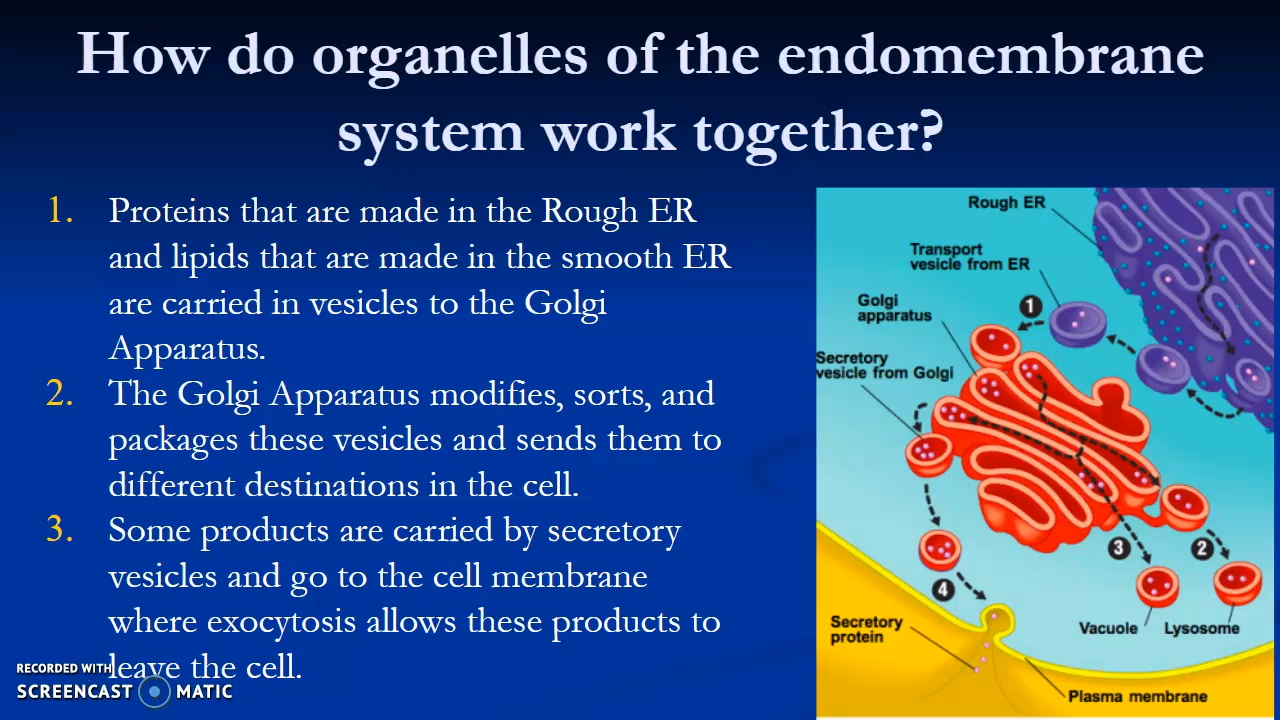 How do organelles of the endomembrane
system work together?
1. Proteins that are made in the Rough ER
and lipids that are made in the smooth ER
are carried in vesicles to the Golgi
Apparatus.
2. The Golgi Apparatus modifies, sorts, and
packages these vesicles and sends them to
different destinations in the cell.
3. Some products are carried by secretory
vesicles and go to the cell membrane
where exocytosis allows these products to
leave the cell.
Rough ER
Transport
vesicle from ER
1
Golgi
apparatus
Secretory
vesicle from Golgi
3
2
4
Vacuole
Lysosome
Secretory
protein
Plasma membrane
RECORDED WITH
SCREENCAST MATIC